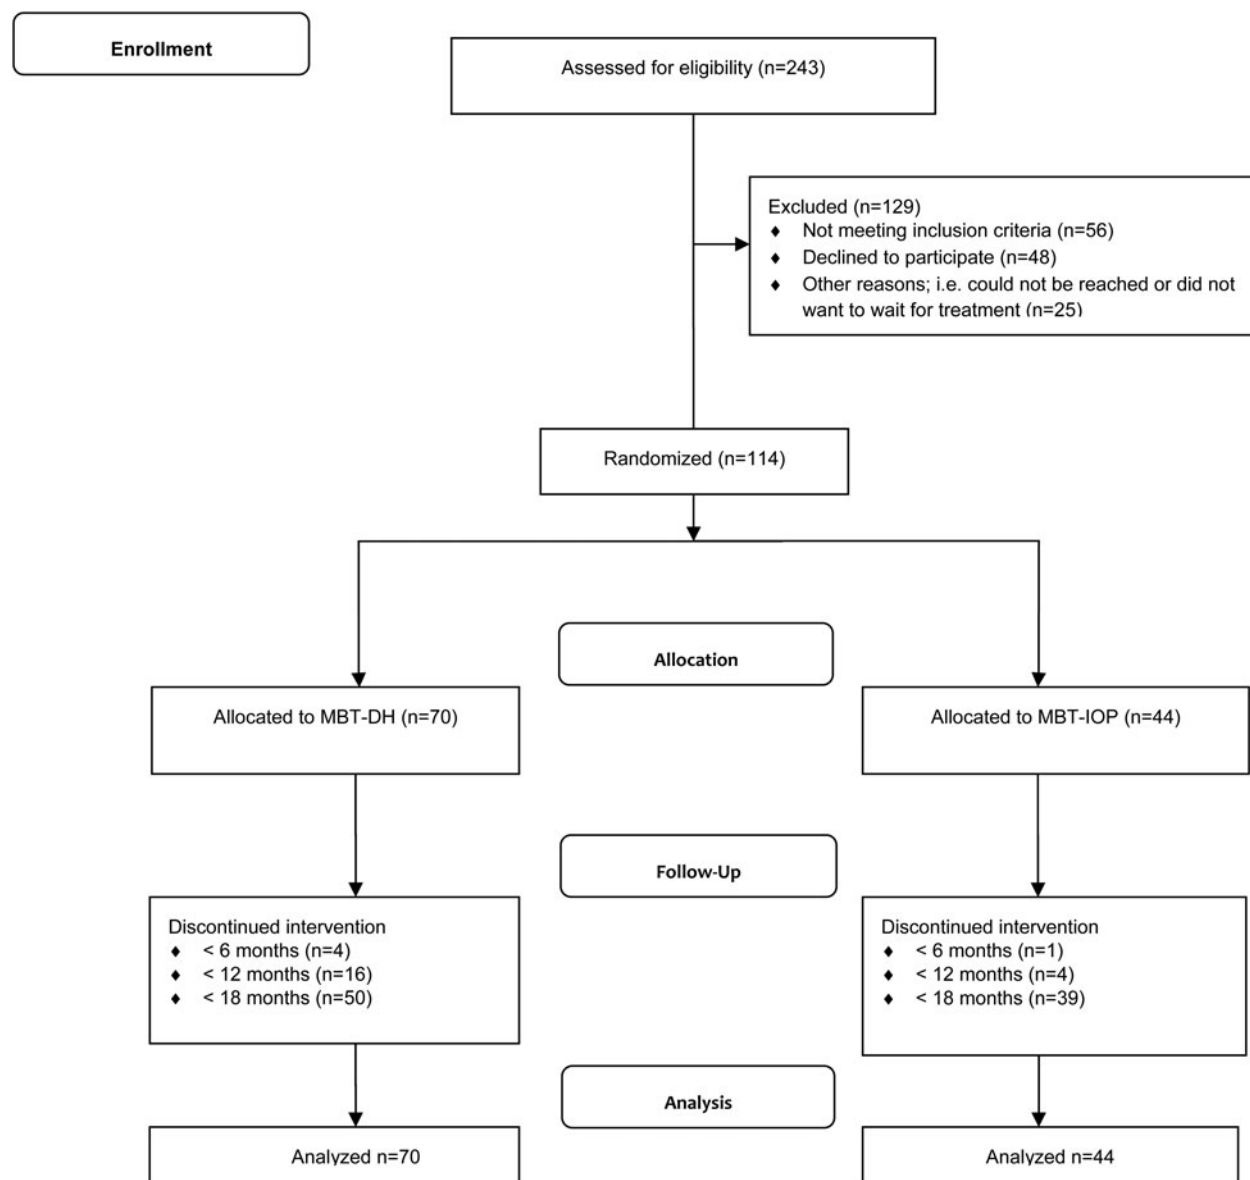 Enrollment
Assessed for eligibility (n=243)
Excluded (n=129)
♦ Not meeting inclusion criteria (n=56)
♦ Declined to participate (n=48)
♦ Other reasons; i.e. could not be reached or did not
want to wait for treatment (n=25)
Randomized (n=114)
Allocation
Allocated to MBT-DH (n=70)
Allocated to MBT-IOP (n=44)
Follow-Up
Discontinued intervention
♦ < 6 months (n=4)
♦ < 12 months (n=16)
♦ < 18 months (n=50)
Discontinued intervention
♦ < 6 months (n=1)
♦ < 12 months (n=4)
♦ < 18 months (n=39)
Analysis
Analyzed n=70
Analyzed n=44